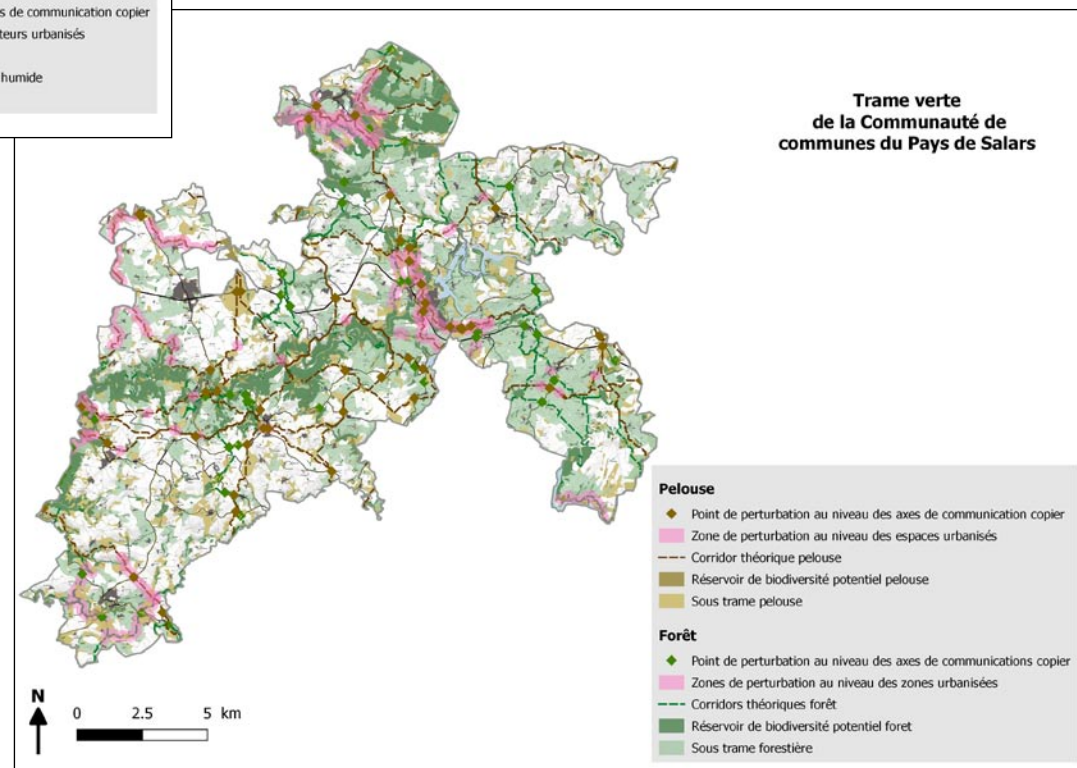 s de communication copier
teurs urbanisés
humide
Trame verte
de la Communauté de
communes du Pays de Salars
Pelouse
Point de perturbation au niveau des axes de communication copier
Zone de perturbation au niveau des espaces urbanisés
Corridor théorique pelouse
Réservoir de biodiversité potentiel pelouse
Sous trame pelouse
Forêt
Point de perturbation au niveau des axes de communications copier
Zones de perturbation au niveau des zones urbanisées
Corridors théoriques forêt
Réservoir de biodiversité potentiel foret
Sous trame forestière
N
0 2.5 5 km